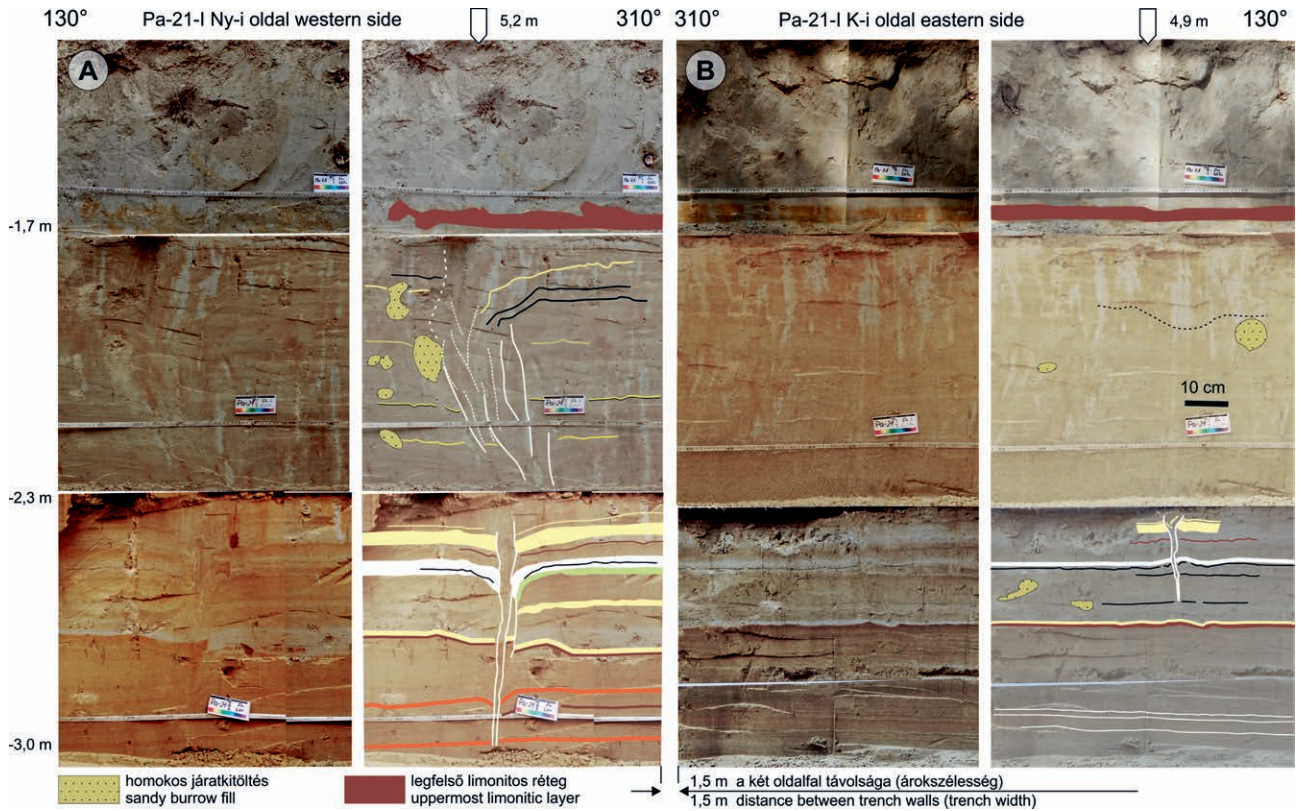 130° Pa-21-I Ny-i oldal western side 5,2 m 310°
310° Pa-21-I K-i oldal eastern side 4,9 m 130°
A
B
-1,7 m
10 cm
Pa-21
-2,3 m
-3,0 m
homokos járatkitöltés
sandy burrow fill
legfelső limonitos réteg
uppermost limonitic layer
1,5 m a két oldalfal távolsága (árokszélesség)
1,5 m distance between trench walls (trench width)